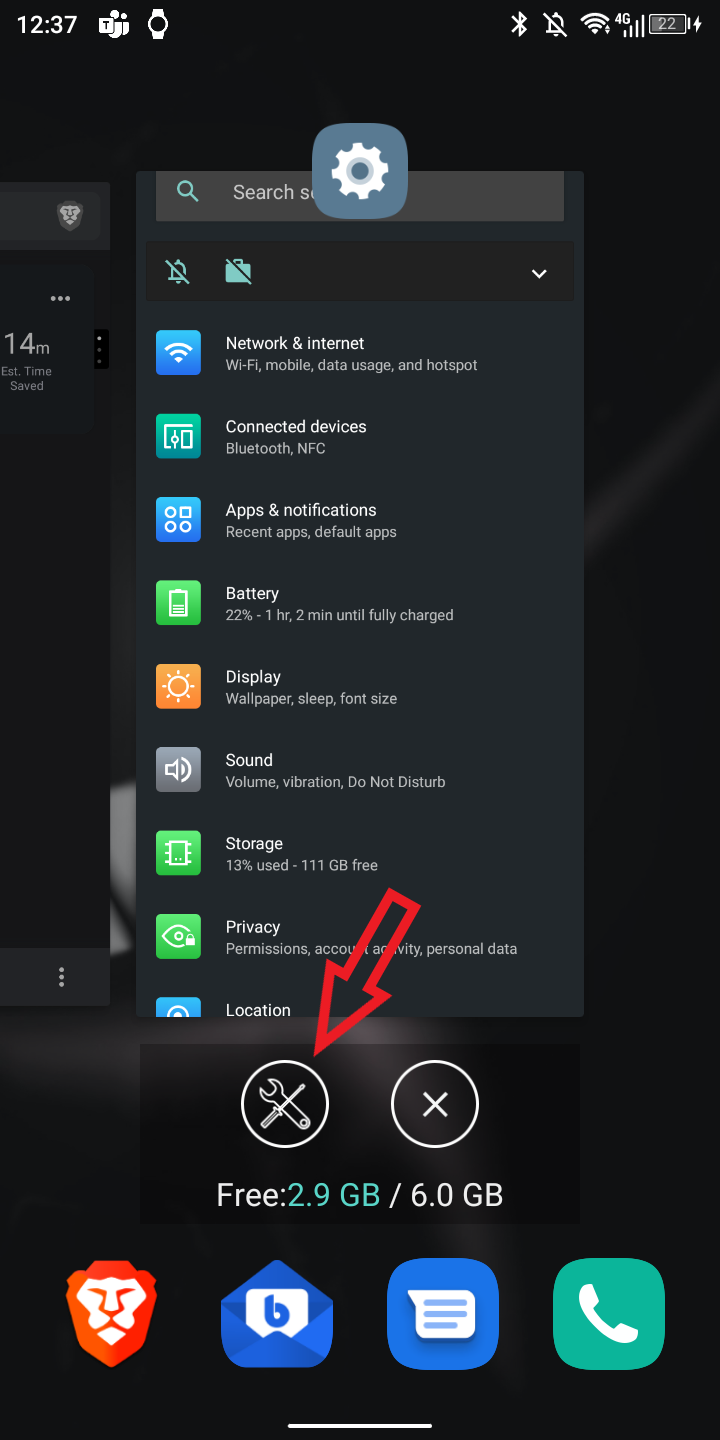 12:37
4G
22
Search s
14m
Est. Time
Saved
Network & internet
Wi-Fi, mobile, data usage, and hotspot
Connected devices
Bluetooth, NFC
Apps & notifications
Recent apps, default apps
Battery
22% - 1 hr, 2 min until fully charged
Display
Wallpaper, sleep, font size
Sound
Volume, vibration, Do Not Disturb
Storage
13% used - 111 GB free
Privacy
Permissions, account activity, personal data
Location
Free:2.9 GB / 6.0 GB